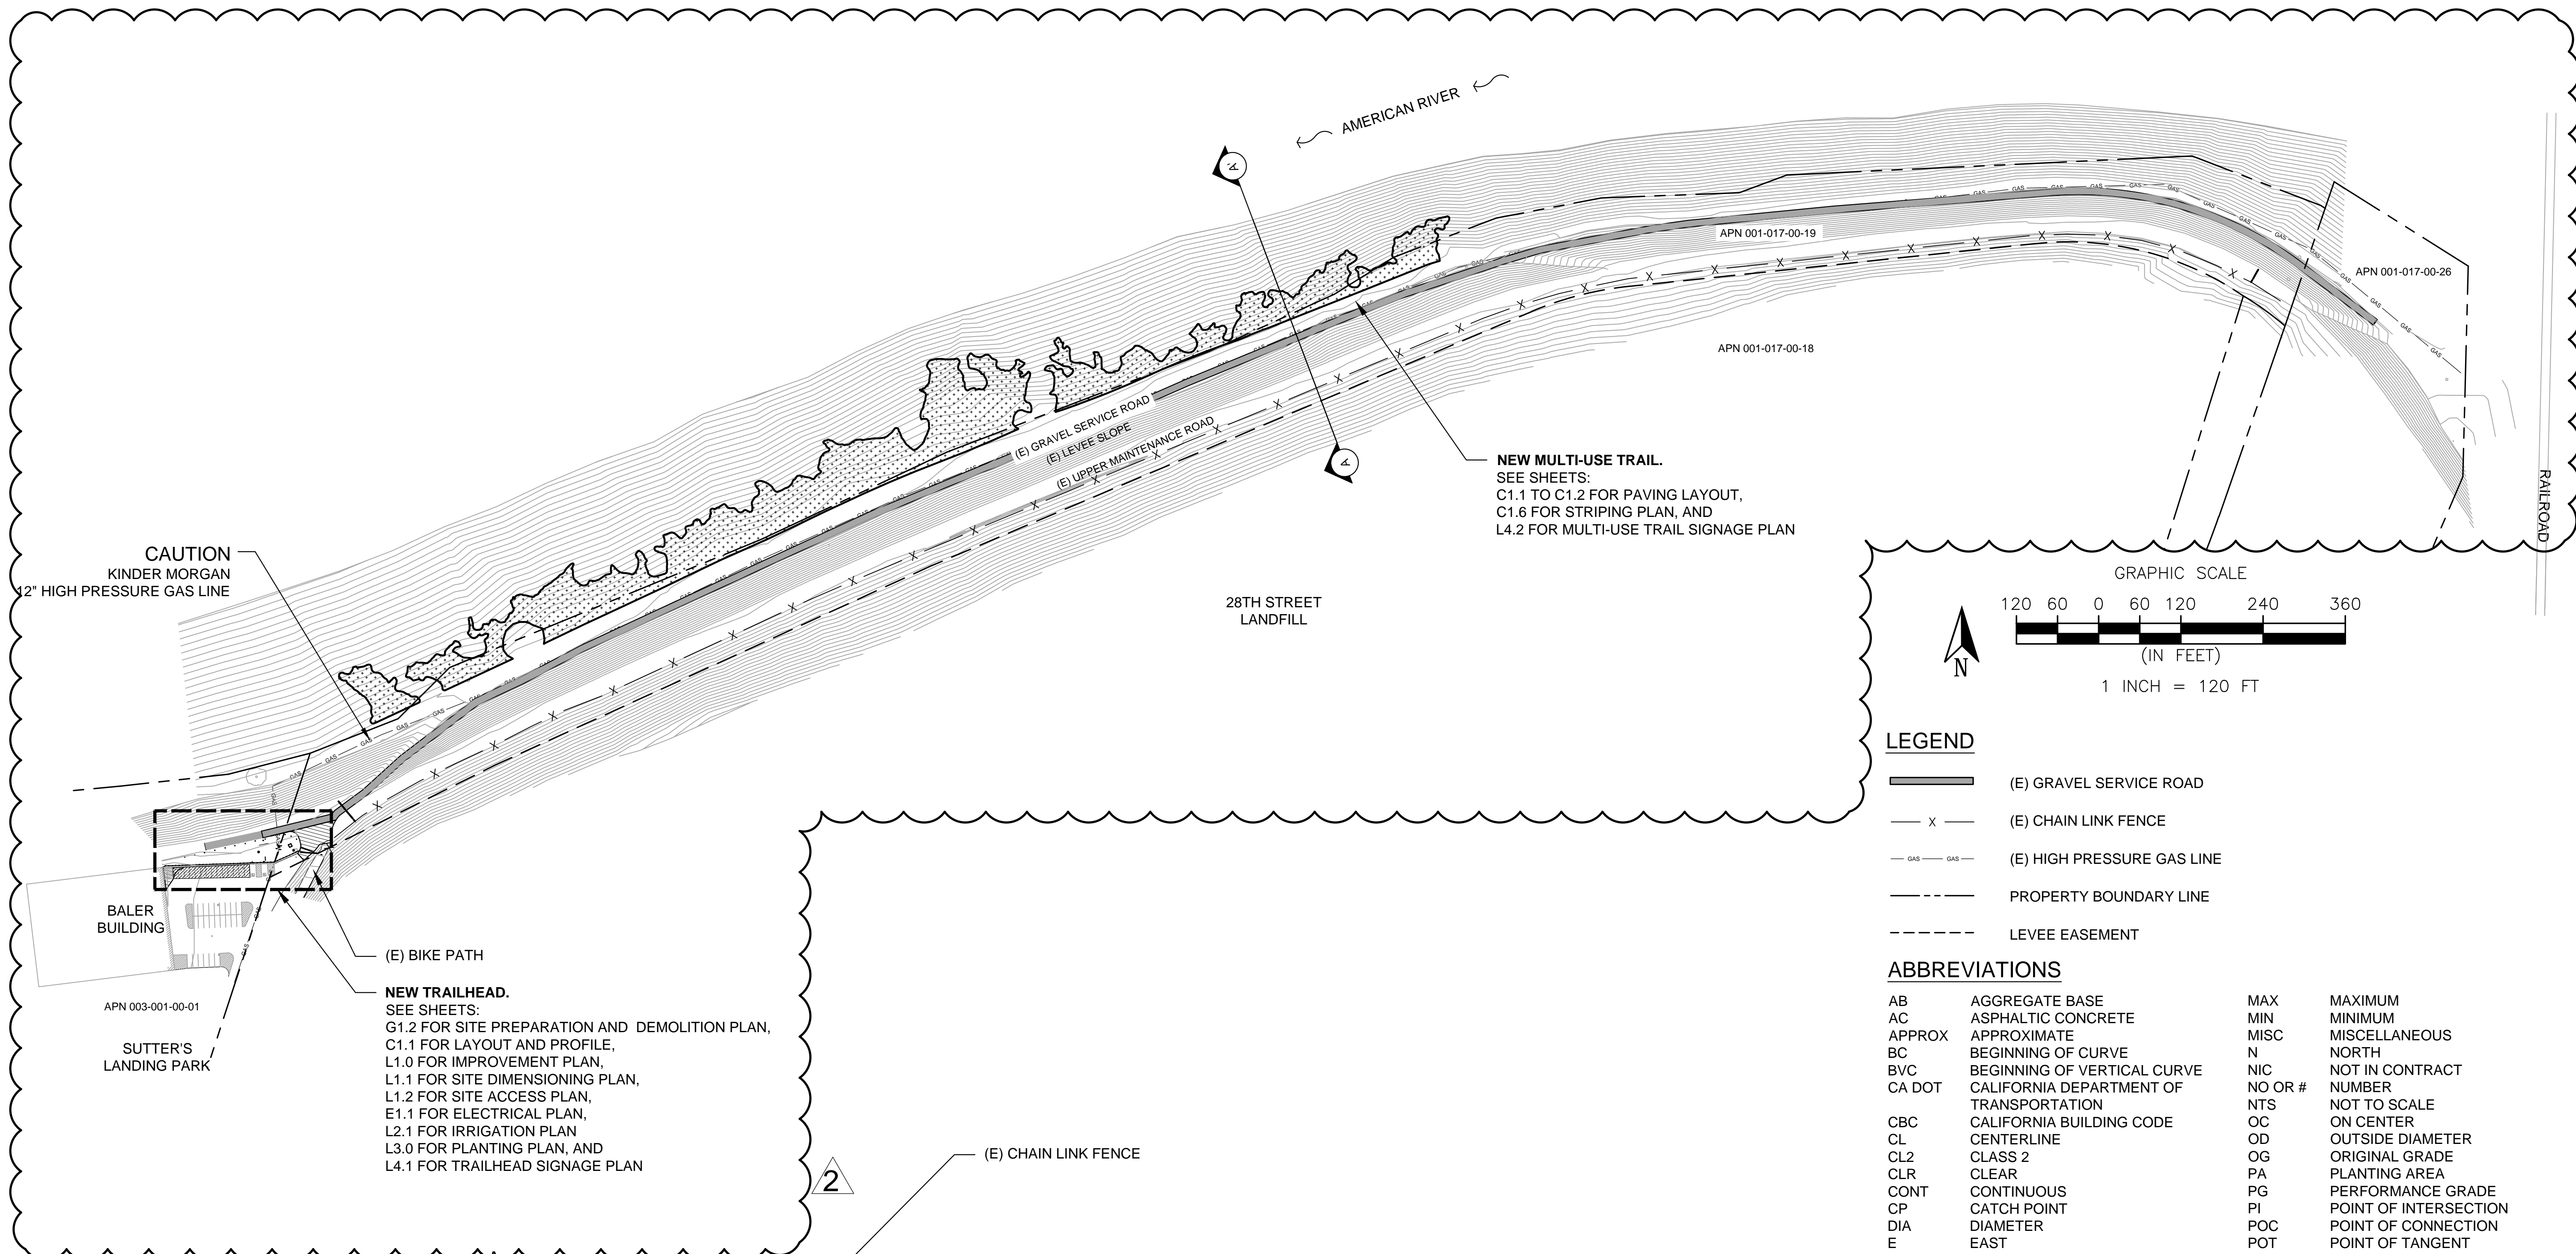 AMERICAN RIVER
A
A
APN 001-017-00-19
APN 001-017-00-26
APN 001-017-00-18
(E) GRAVEL SERVICE ROAD
(E) LEVEE SLOPE
(E) UPPER MAINTENANCE ROAD
RAILROAD
NEW MULTI-USE TRAIL.
SEE SHEETS:
C1.1 TO C1.2 FOR PAVING LAYOUT,
C1.6 FOR STRIPING PLAN, AND
L4.2 FOR MULTI-USE TRAIL SIGNAGE PLAN
CAUTION
KINDER MORGAN
12" HIGH PRESSURE GAS LINE
28TH STREET
LANDFILL
BALER
BUILDING
APN 003-001-00-01
SUTTER'S
LANDING PARK
(E) BIKE PATH
NEW TRAILHEAD.
SEE SHEETS:
G1.2 FOR SITE PREPARATION AND DEMOLITION PLAN,
C1.1 FOR LAYOUT AND PROFILE,
L1.0 FOR IMPROVEMENT PLAN,
L1.1 FOR SITE DIMENSIONING PLAN,
L1.2 FOR SITE ACCESS PLAN,
E1.1 FOR ELECTRICAL PLAN,
L2.1 FOR IRRIGATION PLAN
L3.0 FOR PLANTING PLAN, AND
L4.1 FOR TRAILHEAD SIGNAGE PLAN
2
(E) CHAIN LINK FENCE
GRAPHIC SCALE
120 60 0 60 120 240 360
(IN FEET)
1 INCH = 120 FT
N
LEGEND
(E) GRAVEL SERVICE ROAD
X (E) CHAIN LINK FENCE
GAS GAS (E) HIGH PRESSURE GAS LINE
PROPERTY BOUNDARY LINE
LEVEE EASEMENT
ABBREVIATIONS
AB AGGREGATE BASE
AC ASPHALTIC CONCRETE
APPROX APPROXIMATE
BC BEGINNING OF CURVE
BVC BEGINNING OF VERTICAL CURVE
CA DOT CALIFORNIA DEPARTMENT OF
TRANSPORTATION
CBC CALIFORNIA BUILDING CODE
CL CENTERLINE
CL2 CLASS 2
CLR CLEAR
CONT CONTINUOUS
CP CATCH POINT
DIA DIAMETER
E EAST
MAX MAXIMUM
MIN MINIMUM
MISC MISCELLANEOUS
N NORTH
NIC NOT IN CONTRACT
NO OR # NUMBER
NTS NOT TO SCALE
OC ON CENTER
OD OUTSIDE DIAMETER
OG ORIGINAL GRADE
PA PLANTING AREA
PG PERFORMANCE GRADE
PI POINT OF INTERSECTION
POC POINT OF CONNECTION
POT POINT OF TANGENT